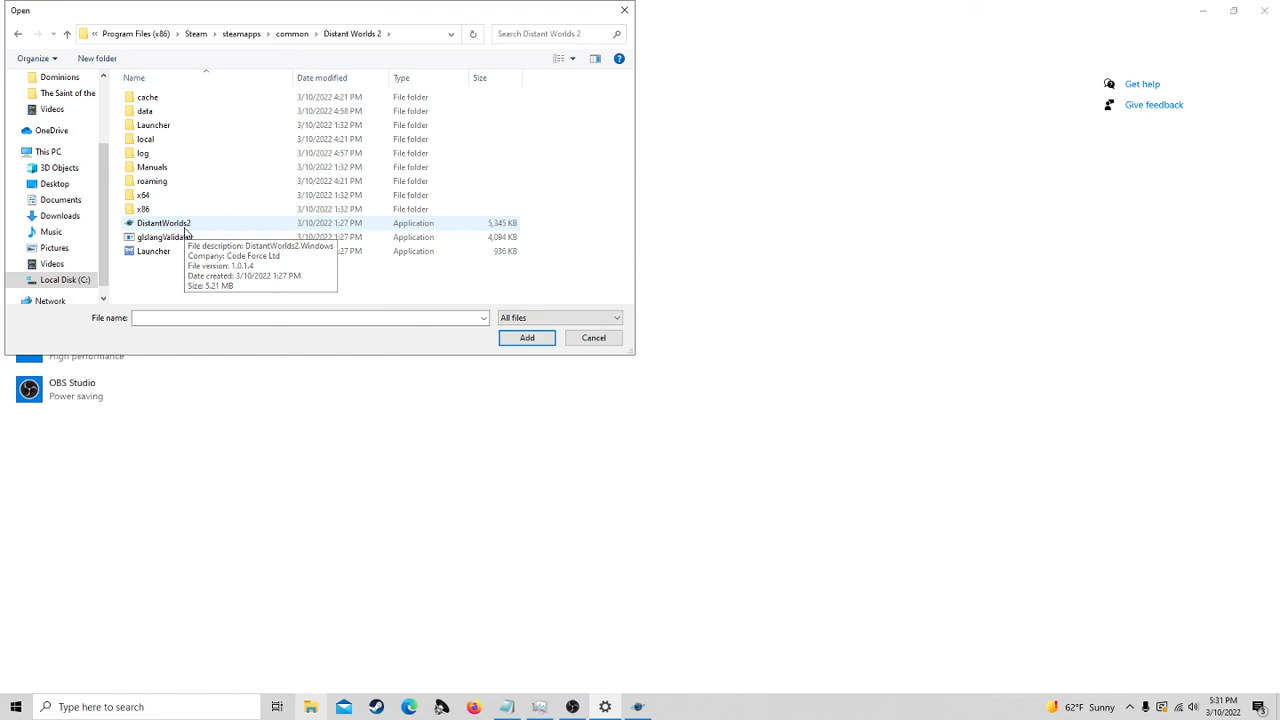 Open
Program Files (x86) › Steam › steamapps › common › Distant Worlds 2 ›
Search Distant Worlds 2
Organize
New folder
Name
Date modified
Type
Size
Dominions
The Saint of the
Videos
OneDrive
This PC
3D Objects
Desktop
Documents
Downloads
Music
Pictures
Videos
Local Disk (C:)
Network
cache 3/10/2022 4:21 PM File folder
data 3/10/2022 4:58 PM File folder
Launcher 3/10/2022 1:32 PM File folder
local 3/10/2022 4:21 PM File folder
log 3/10/2022 4:57 PM File folder
Manuals 3/10/2022 1:32 PM File folder
roaming 3/10/2022 4:21 PM File folder
x64 3/10/2022 1:32 PM File folder
x86 3/10/2022 1:32 PM File folder
DistantWorlds2 3/10/2022 1:27 PM Application 5,345 KB
glslangValidator 3/10/2022 1:27 PM Application 4,094 KB
Launcher 1:27 PM Application 936 KB
File description: DistantWorlds2.Windows
Company: Code Force Ltd
File version: 1.0.1.4
Date created: 3/10/2022 1:27 PM
Size: 5.21 MB
File name:
All files
Add
Cancel
High performance
OBS Studio
Power saving
Get help
Give feedback
Type here to search
62°F Sunny
5:31 PM
3/10/2022